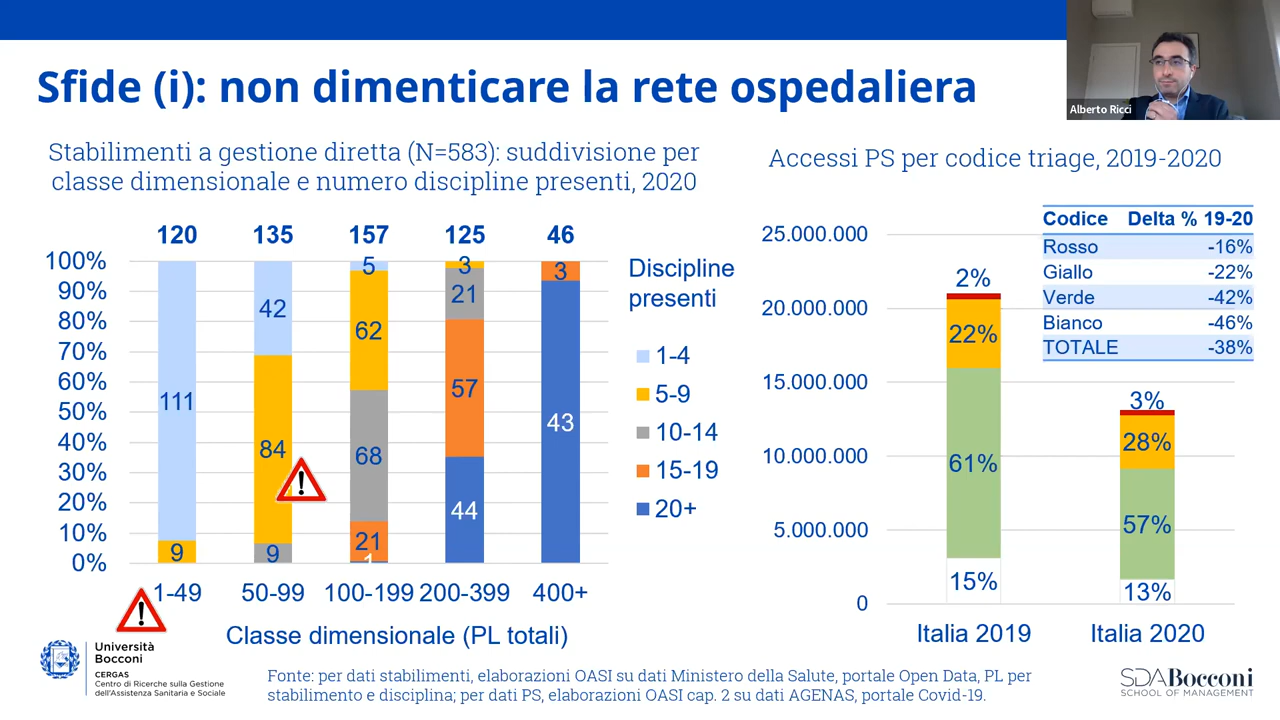 Alberto Ricci
Sfide (i): non dimenticare la rete ospedaliera
Stabilimenti a gestione diretta (N=583): suddivisione per
classe dimensionale e numero discipline presenti, 2020
120 135 157 125 46
100%
90%
80%
70%
60%
50%
40%
30%
20%
10%
0%
111
9
42
84
9
5
62
68
21
1
3
21
57
44
3
43
1-49 50-99 100-199 200-399 400+
Classe dimensionale (PL totali)
Discipline
presenti
1-4
5-9
10-14
15-19
20+
Accessi PS per codice triage, 2019-2020
Codice Delta % 19-20
Rosso -16%
Giallo -22%
Verde -42%
Bianco -46%
TOTALE -38%
25.000.000
20.000.000
15.000.000
10.000.000
5.000.000
0
2%
22%
61%
15%
3%
28%
57%
13%
Italia 2019 Italia 2020
Università
Bocconi
CERGAS
Centro di Ricerche sulla Gestione
dell'Assistenza Sanitaria e Sociale
Fonte: per dati stabilimenti, elaborazioni OASI su dati Ministero della Salute, portale Open Data, PL per
stabilimento e disciplina; per dati PS, elaborazioni OASI cap. 2 su dati AGENAS, portale Covid-19.
SDA Bocconi
SCHOOL OF MANAGEMENT